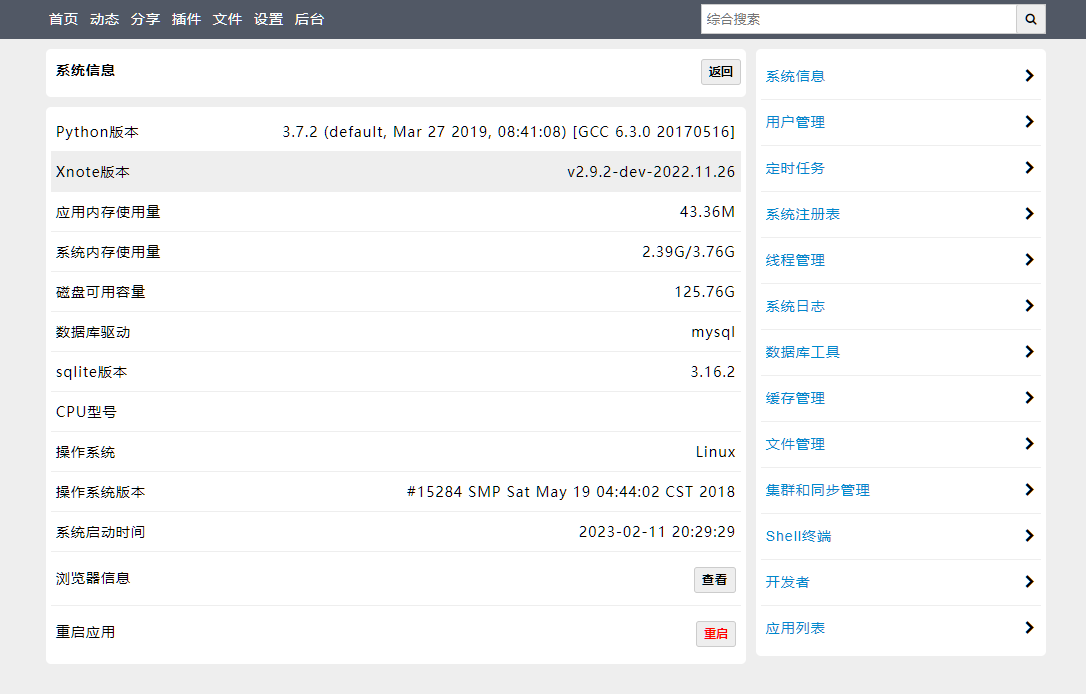 首页 动态 分享 插件 文件 设置 后台 综合搜索
系统信息 返回
Python版本 3.7.2 (default, Mar 27 2019, 08:41:08) [GCC 6.3.0 20170516]
Xnote版本 v2.9.2-dev-2022.11.26
应用内存使用量 43.36M
系统内存使用量 2.39G/3.76G
磁盘可用容量 125.76G
数据库驱动 mysql
sqlite版本 3.16.2
CPU型号
操作系统 Linux
操作系统版本 #15284 SMP Sat May 19 04:44:02 CST 2018
系统启动时间 2023-02-11 20:29:29
浏览器信息 查看
重启应用 重启
系统信息
用户管理
定时任务
系统注册表
线程管理
系统日志
数据库工具
缓存管理
文件管理
集群和同步管理
Shell终端
开发者
应用列表